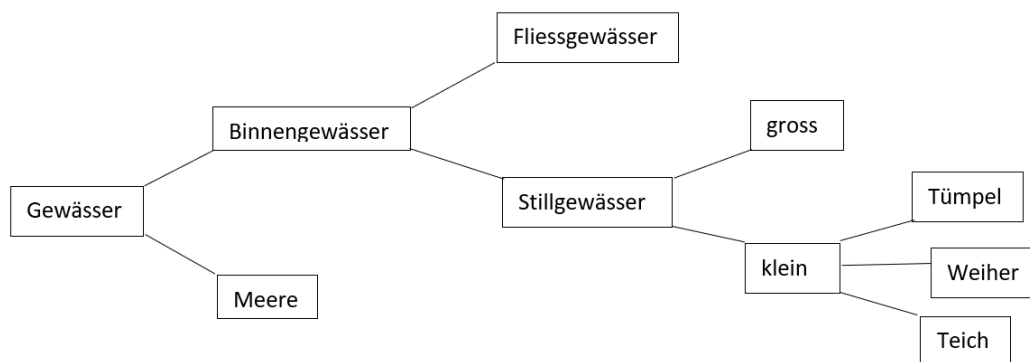 Fliessgewässer
gross
Binnengewässer
Tümpel
Stillgewässer
Gewässer
klein
Weiher
Meere
Teich